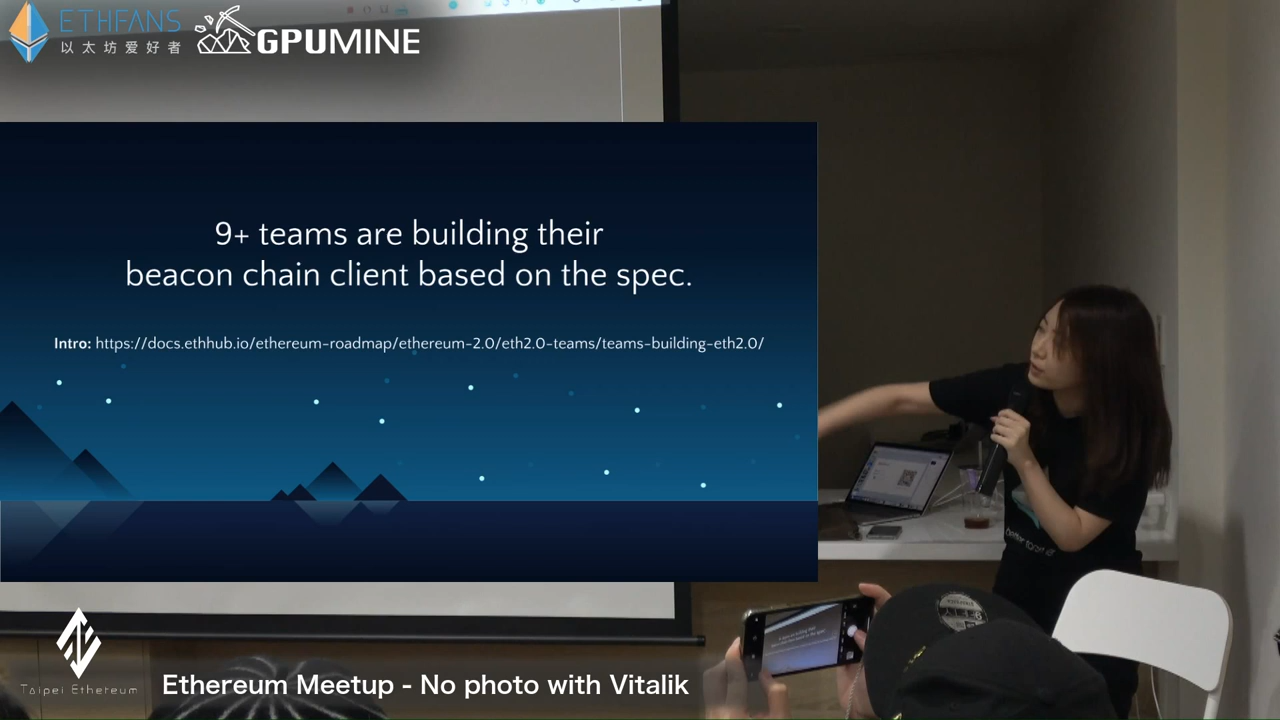 ETHFANS
以太坊爱好者
GPUMINE
9+ teams are building their
beacon chain client based on the spec.
Intro: https://docs.ethhub.io/ethereum-roadmap/ethereum-2.0/eth2.0-teams/teams-building-eth2.0/
Taipei Ethereum
Ethereum Meetup - No photo with Vitalik